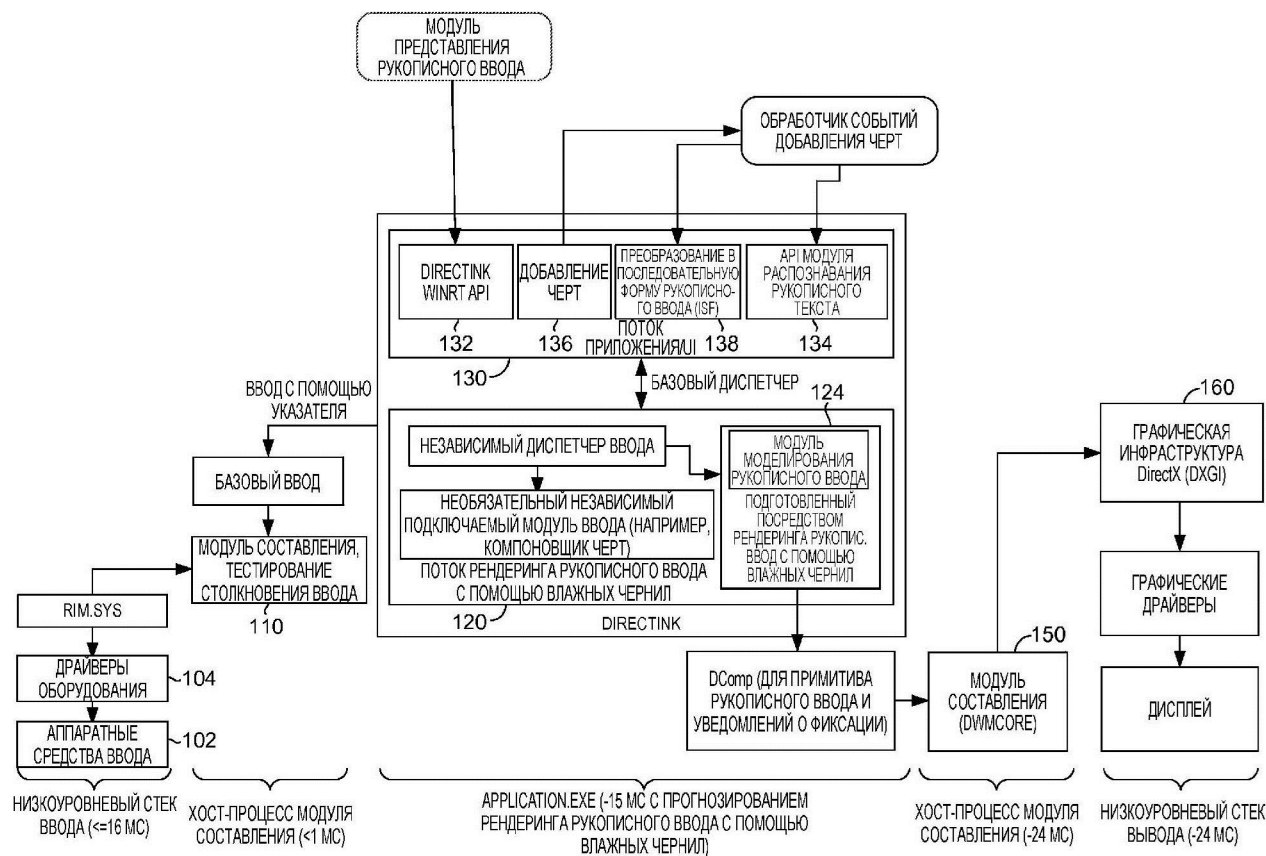 МОДУЛЬ
ПРЕДСТАВЛЕНИЯ
РУКОПИСНОГО ВВОДА
ОБРАБОТЧИК СОБЫТИЙ
ДОБАВЛЕНИЯ ЧЕРТ
DIRECTINK
WINRT API
132
ДОБАВЛЕНИЕ
ЧЕРТ
136
ПРЕОБРАЗОВАНИЕ В
ПОСЛЕДОВАТЕЛЬНУЮ
ФОРМУ РУКОПИСНО-
ГО ВВОДА (ISF)
138
API МОДУЛЯ
РАСПОЗНАВАНИЯ
РУКОПИСНОГО
ТЕКСТА
134
ПОТОК
ПРИЛОЖЕНИЯ/UI
130
БАЗОВЫЙ ДИСПЕТЧЕР
ВВОД С ПОМОЩЬЮ
УКАЗАТЕЛЯ
БАЗОВЫЙ ВВОД
МОДУЛЬ СОСТАВЛЕНИЯ,
ТЕСТИРОВАНИЕ
СТОЛКНОВЕНИЯ ВВОДА
110
RIM.SYS
ДРАЙВЕРЫ
ОБОРУДОВАНИЯ
104
АППАРАТНЫЕ
СРЕДСТВА ВВОДА
102
НЕЗАВИСИМЫЙ ДИСПЕТЧЕР ВВОДА
НЕОБЯЗАТЕЛЬНЫЙ НЕЗАВИСИМЫЙ
ПОДКЛЮЧАЕМЫЙ МОДУЛЬ ВВОДА (НАПРИМЕР,
КОМПОНОВЩИК ЧЕРТ)
ПОТОК РЕНДЕРИНГА РУКОПИСНОГО ВВОДА
С ПОМОЩЬЮ ВЛАЖНЫХ ЧЕРНИЛ
120
124
МОДУЛЬ
МОДЕЛИРОВАНИЯ
РУКОПИСНОГО ВВОДА
ПОДГОТОВЛЕННЫЙ
ПОСРЕДСТВОМ
РЕНДЕРИНГА РУКОПИС.
ВВОД С ПОМОЩЬЮ
ВЛАЖНЫХ ЧЕРНИЛ
DIRECTINK
DComp (ДЛЯ ПРИМИТИВА
РУКОПИСНОГО ВВОДА И
УВЕДОМЛЕНИЙ О ФИКСАЦИИ)
150
МОДУЛЬ
СОСТАВЛЕНИЯ
(DWMCORE)
160
ГРАФИЧЕСКАЯ
ИНФРАСТРУКТУРА
DirectX (DXGI)
ГРАФИЧЕСКИЕ
ДРАЙВЕРЫ
ДИСПЛЕЙ
НИЗКОУРОВНЕВЫЙ СТЕК
ВВОДА (<=16 МС)
ХОСТ-ПРОЦЕСС МОДУЛЯ
СОСТАВЛЕНИЯ (<1 МС)
APPLICATION.EXE (-15 МС С ПРОГНОЗИРОВАНИЕМ
РЕНДЕРИНГА РУКОПИСНОГО ВВОДА С ПОМОЩЬЮ
ВЛАЖНЫХ ЧЕРНИЛ)
ХОСТ-ПРОЦЕСС МОДУЛЯ
СОСТАВЛЕНИЯ (-24 МС)
НИЗКОУРОВНЕВЫЙ СТЕК
ВЫВОДА (-24 МС)